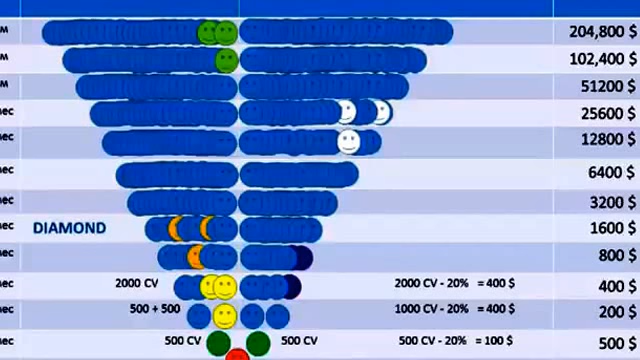 204,800 $
102,400 $
51200 $
25600 $
12800 $
6400 $
3200 $
DIAMOND 1600 $
800 $
2000 CV 2000 CV - 20% = 400 $ 400 $
500 + 500 1000 CV - 20% = 400 $ 200 $
500 CV 500 CV 500 CV - 20% = 100 $ 500 $